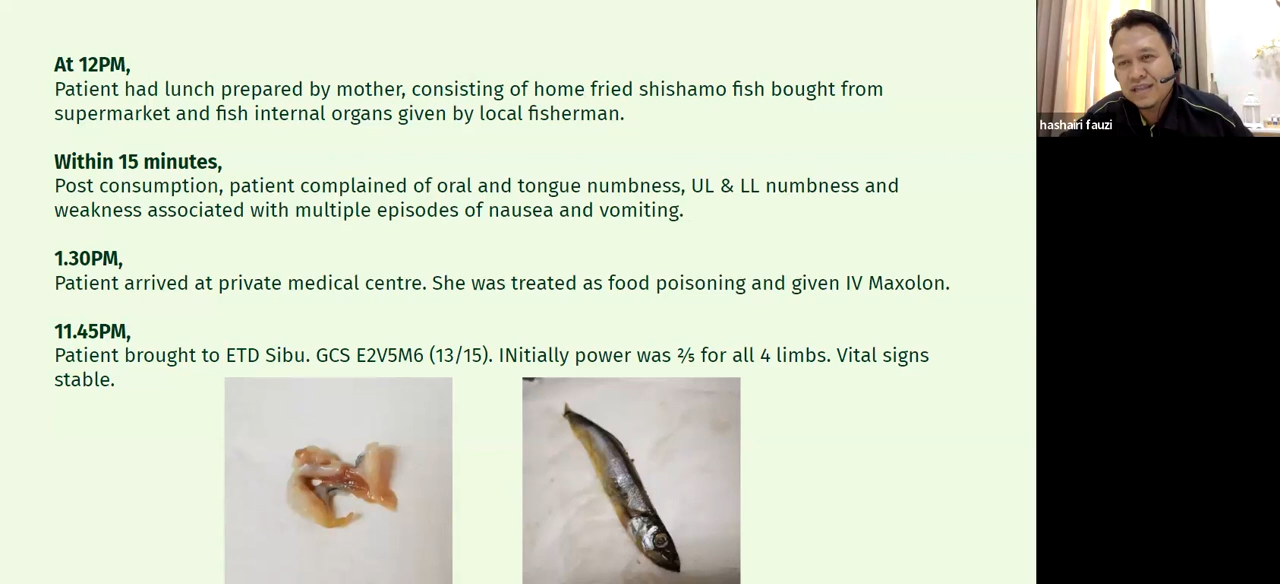 At 12PM,
Patient had lunch prepared by mother, consisting of home fried shishamo fish bought from
supermarket and fish internal organs given by local fisherman.
Within 15 minutes,
Post consumption, patient complained of oral and tongue numbness, UL & LL numbness and
weakness associated with multiple episodes of nausea and vomiting.
1.30PM,
Patient arrived at private medical centre. She was treated as food poisoning and given IV Maxolon.
11.45PM,
Patient brought to ETD Sibu. GCS E2V5M6 (13/15). INitially power was ⅖ for all 4 limbs. Vital signs
stable.
hashairi fauzi